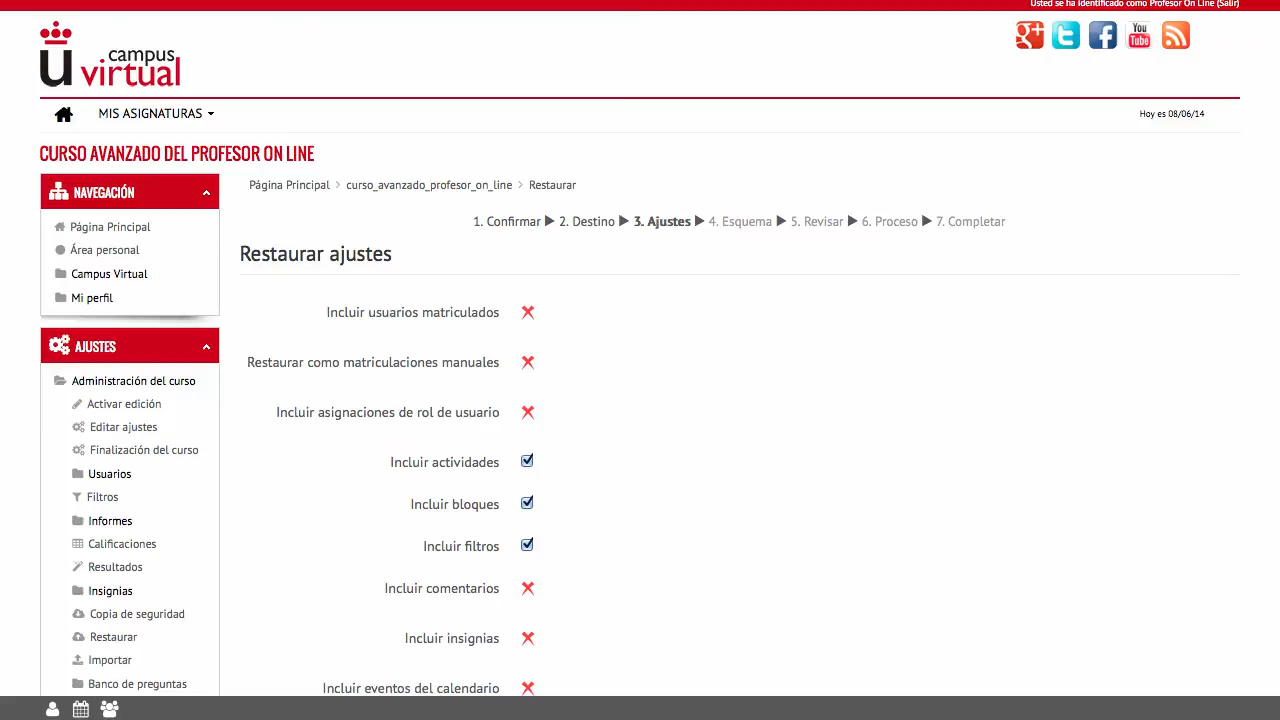 Usted se ha identificado como Profesor On Line (Salir)
campus
virtual
You
Tube
MIS ASIGNATURAS
Hoy es 08/06/14
CURSO AVANZADO DEL PROFESOR ON LINE
NAVEGACIÓN
Página Principal
Área personal
Campus Virtual
Mi perfil
AJUSTES
Administración del curso
Activar edición
Editar ajustes
Finalización del curso
Usuarios
Filtros
Informes
Calificaciones
Resultados
Insignias
Copia de seguridad
Restaurar
Importar
Banco de preguntas
Página Principal > curso_avanzado_profesor_on_line > Restaurar
1. Confirmar ▶ 2. Destino ▶ 3. Ajustes ▶ 4. Esquema ▶ 5. Revisar ▶ 6. Proceso ▶ 7. Completar
Restaurar ajustes
Incluir usuarios matriculados
Restaurar como matriculaciones manuales
Incluir asignaciones de rol de usuario
Incluir actividades
Incluir bloques
Incluir filtros
Incluir comentarios
Incluir insignias
Incluir eventos del calendario